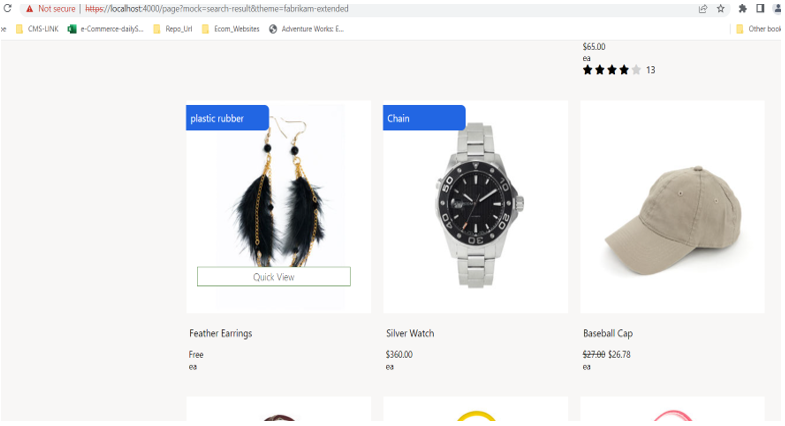 Not secure | https://localhost:4000/page?mock=search-result&theme=fabrikam-extended
CMS-LINK
e-Commerce-dailyS...
Repo_Url
Ecom_Websites
Adventure Works: E...
Other book
$65.00
ea
13
plastic rubber
Chain
Quick View
Feather Earrings
Silver Watch
Baseball Cap
Free
$360.00
$27.00 $26.78
ea
ea
ea